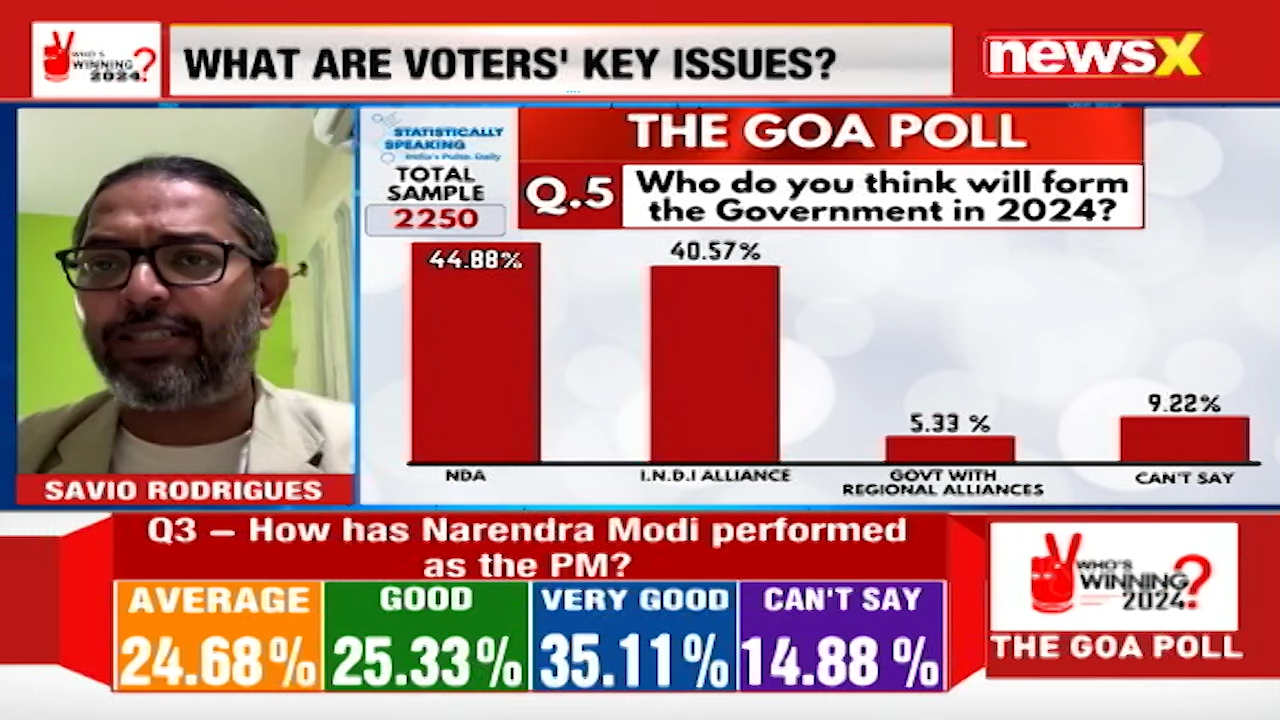 WHO'S
WINNING
2024?
WHAT ARE VOTERS' KEY ISSUES?
newsX
STATISTICALLY
SPEAKING
India's Pulse. Daily
TOTAL
SAMPLE
2250
THE GOA POLL
Q.5
Who do you think will form
the Government in 2024?
44.88%
40.57%
5.33 %
9.22%
NDA
I.N.D.I ALLIANCE
GOVT WITH
REGIONAL ALLIANCES
CAN'T SAY
SAVIO RODRIGUES
Q3 – How has Narendra Modi performed
as the PM?
AVERAGE
24.68%
GOOD
25.33%
VERY GOOD
35.11%
CAN'T SAY
14.88 %
WHO'S
WINNING
2024?
THE GOA POLL